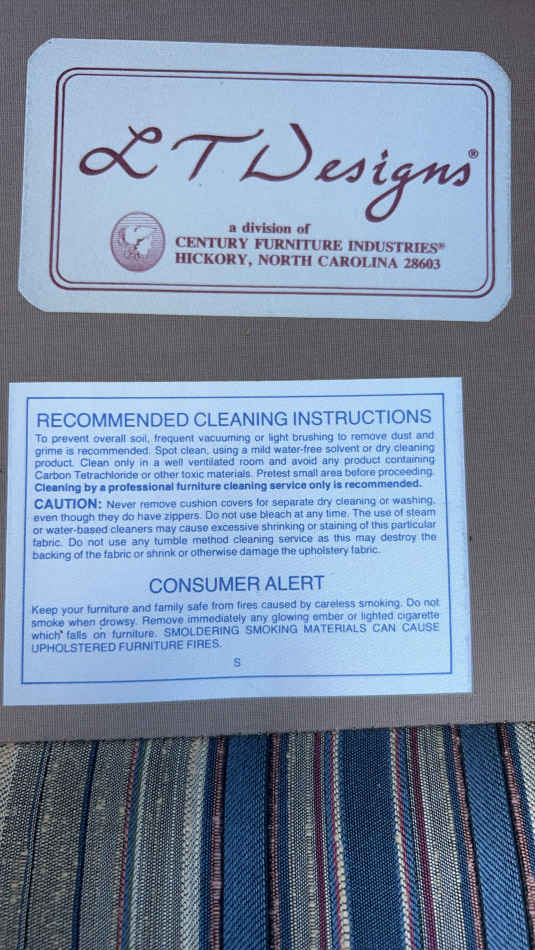 LT Designs®
a division of
CENTURY FURNITURE INDUSTRIES®
HICKORY, NORTH CAROLINA 28603
RECOMMENDED CLEANING INSTRUCTIONS
To prevent overall soil, frequent vacuuming or light brushing to remove dust and
grime is recommended. Spot clean, using a mild water-free solvent or dry cleaning
product. Clean only in a well ventilated room and avoid any product containing
Carbon Tetrachloride or other toxic materials. Pretest small area before proceeding.
Cleaning by a professional furniture cleaning service only is recommended.
CAUTION: Never remove cushion covers for separate dry cleaning or washing,
even though they do have zippers. Do not use bleach at any time. The use of steam
or water-based cleaners may cause excessive shrinking or staining of this particular
fabric. Do not use any tumble method cleaning service as this may destroy the
backing of the fabric or shrink or otherwise damage the upholstery fabric.
CONSUMER ALERT
Keep your furniture and family safe from fires caused by careless smoking. Do not
smoke when drowsy. Remove immediately any glowing ember or lighted cigarette
which falls on furniture. SMOLDERING SMOKING MATERIALS CAN CAUSE
UPHOLSTERED FURNITURE FIRES.
S